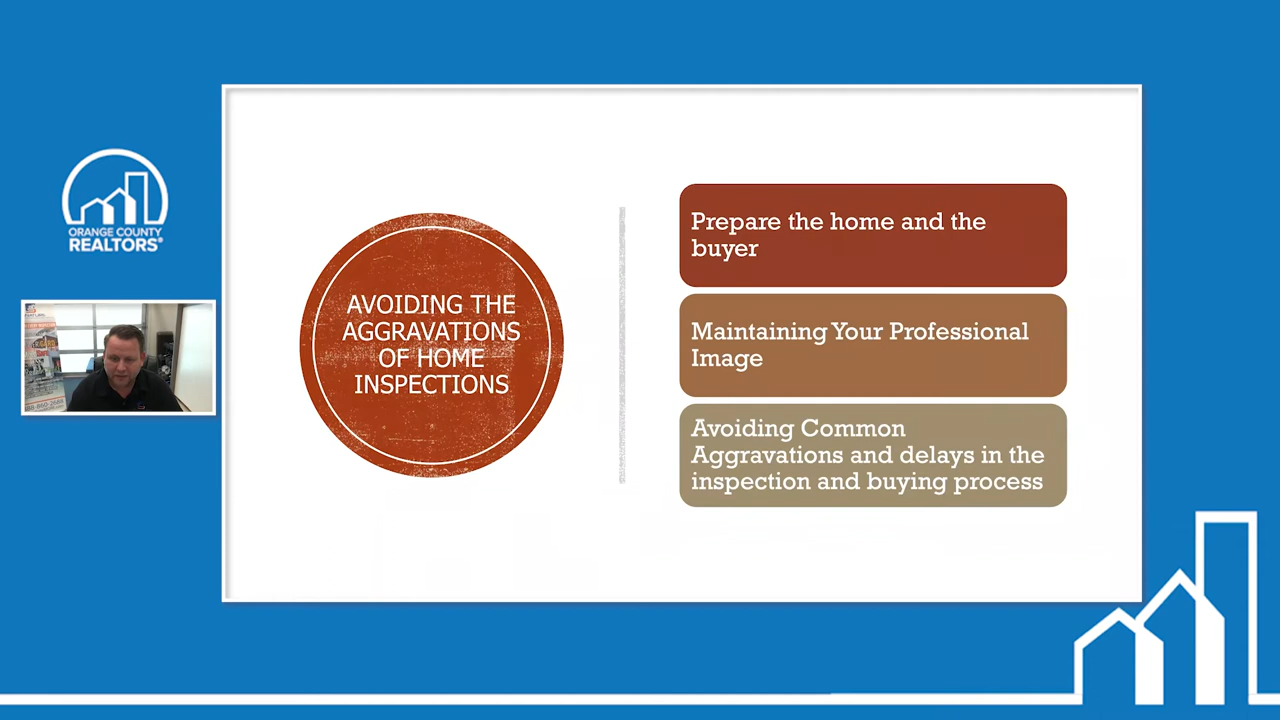 ORANGE COUNTY
REALTORS®
AVOIDING THE
AGGRAVATIONS
OF HOME
INSPECTIONS
Prepare the home and the
buyer
Maintaining Your Professional
Image
Avoiding Common
Aggravations and delays in the
inspection and buying process